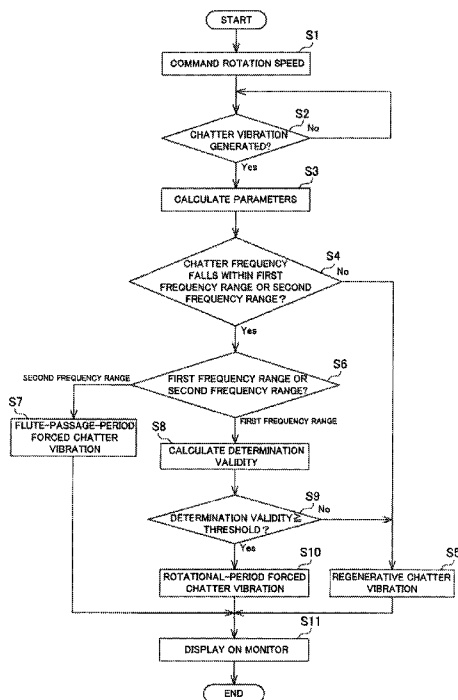 START
S1
COMMAND ROTATION SPEED
S2
No
CHATTER VIBRATION
GENERATED?
Yes
S3
CALCULATE PARAMETERS
S4
No
CHATTER FREQUENCY
FALLS WITHIN FIRST
FREQUENCY RANGE OR SECOND
FREQUENCY RANGE?
Yes
S6
SECOND FREQUENCY RANGE
FIRST FREQUENCY RANGE OR
SECOND FREQUENCY RANGE?
S7
FIRST FREQUENCY RANGE
FLUTE-PASSAGE-PERIOD
FORCED CHATTER
VIBRATION
S8
CALCULATE DETERMINATION
VALIDITY
S9
No
DETERMINATION VALIDITY≧
THRESHOLD?
Yes
S10
S5
ROTATIONAL-PERIOD FORCED
CHATTER VIBRATION
REGENERATIVE CHATTER
VIBRATION
S11
DISPLAY ON MONITOR
END